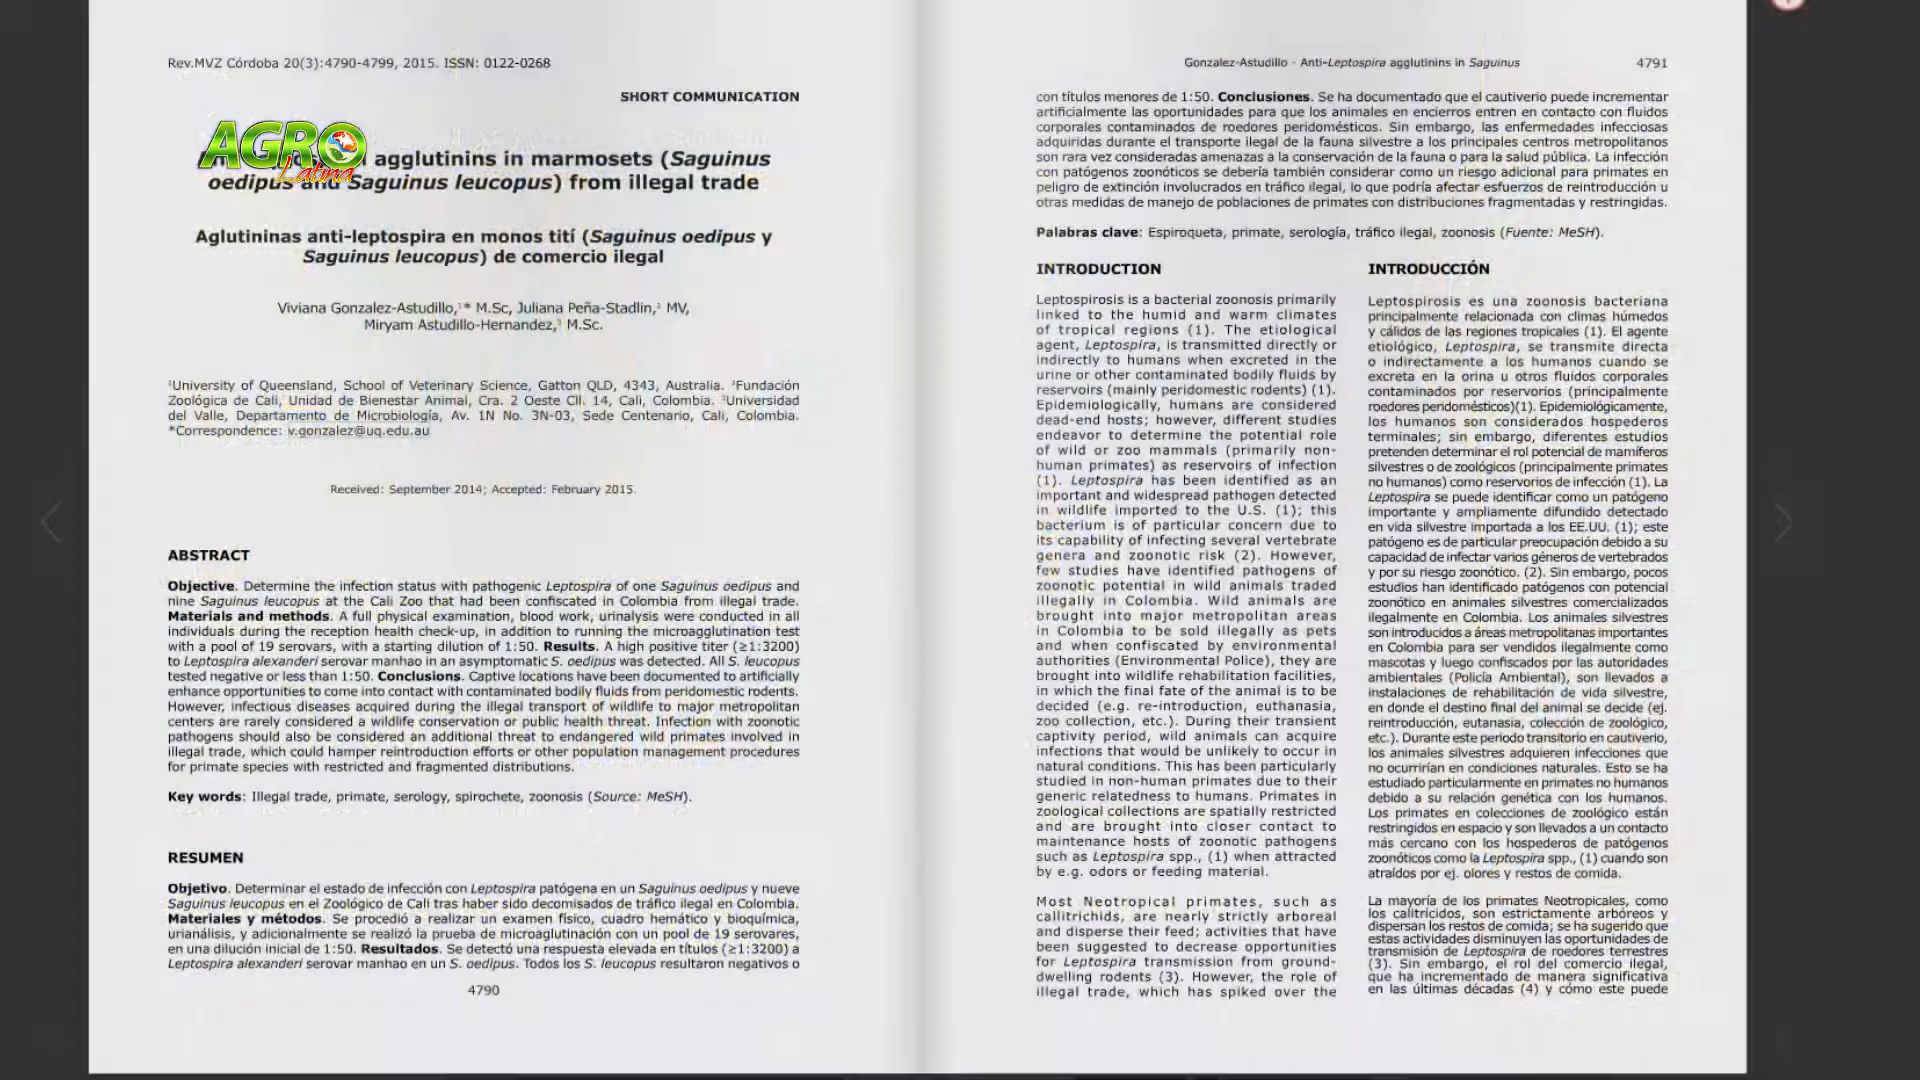 Rev.MVZ Córdoba 20(3):4790-4799, 2015. ISSN: 0122-0268
SHORT COMMUNICATION
AGRO
Latina
agglutinins in marmosets (Saguinus
oedipus and Saguinus leucopus) from illegal trade
Aglutininas anti-leptospira en monos tití (Saguinus oedipus y
Saguinus leucopus) de comercio ilegal
Viviana Gonzalez-Astudillo,¹* M.Sc, Juliana Peña-Stadlin,² MV,
Miryam Astudillo-Hernandez,³ M.Sc.
¹University of Queensland, School of Veterinary Science, Gatton QLD, 4343, Australia. ²Fundación
Zoológica de Cali, Unidad de Bienestar Animal, Cra. 2 Oeste Cll. 14, Cali, Colombia. ³Universidad
del Valle, Departamento de Microbiología, Av. 1N No. 3N-03, Sede Centenario, Cali, Colombia.
*Correspondence: v.gonzalez@uq.edu.au
Received: September 2014; Accepted: February 2015.
ABSTRACT
Objective. Determine the infection status with pathogenic Leptospira of one Saguinus oedipus and
nine Saguinus leucopus at the Cali Zoo that had been confiscated in Colombia from illegal trade.
Materials and methods. A full physical examination, blood work, urinalysis were conducted in all
individuals during the reception health check-up, in addition to running the microagglutination test
with a pool of 19 serovars, with a starting dilution of 1:50. Results. A high positive titer (≥1:3200)
to Leptospira alexanderi serovar manhao in an asymptomatic S. oedipus was detected. All S. leucopus
tested negative or less than 1:50. Conclusions. Captive locations have been documented to artificially
enhance opportunities to come into contact with contaminated bodily fluids from peridomestic rodents.
However, infectious diseases acquired during the illegal transport of wildlife to major metropolitan
centers are rarely considered a wildlife conservation or public health threat. Infection with zoonotic
pathogens should also be considered an additional threat to endangered wild primates involved in
illegal trade, which could hamper reintroduction efforts or other population management procedures
for primate species with restricted and fragmented distributions.
Key words: Illegal trade, primate, serology, spirochete, zoonosis (Source: MeSH).
RESUMEN
Objetivo. Determinar el estado de infección con Leptospira patógena en un Saguinus oedipus y nueve
Saguinus leucopus en el Zoológico de Cali tras haber sido decomisados de tráfico ilegal en Colombia.
Materiales y métodos. Se procedió a realizar un examen físico, cuadro hemático y bioquímica,
urianálisis, y adicionalmente se realizó la prueba de microaglutinación con un pool de 19 serovares,
en una dilución inicial de 1:50. Resultados. Se detectó una respuesta elevada en títulos (≥1:3200) a
Leptospira alexanderi serovar manhao en un S. oedipus. Todos los S. leucopus resultaron negativos o
4790
Gonzalez-Astudillo - Anti-Leptospira agglutinins in Saguinus
4791
con títulos menores de 1:50. Conclusiones. Se ha documentado que el cautiverio puede incrementar
artificialmente las oportunidades para que los animales en encierros entren en contacto con fluidos
corporales contaminados de roedores peridomésticos. Sin embargo, las enfermedades infecciosas
adquiridas durante el transporte ilegal de la fauna silvestre a los principales centros metropolitanos
son rara vez consideradas amenazas a la conservación de la fauna o para la salud pública. La infección
con patógenos zoonóticos se debería también considerar como un riesgo adicional para primates en
peligro de extinción involucrados en tráfico ilegal, lo que podría afectar esfuerzos de reintroducción u
otras medidas de manejo de poblaciones de primates con distribuciones fragmentadas y restringidas.
Palabras clave: Espiroqueta, primate, serología, tráfico ilegal, zoonosis (Fuente: MeSH).
INTRODUCTION
Leptospirosis is a bacterial zoonosis primarily
linked to the humid and warm climates
of tropical regions (1). The etiological
agent, Leptospira, is transmitted directly or
indirectly to humans when excreted in the
urine or other contaminated bodily fluids by
reservoirs (mainly peridomestic rodents) (1).
Epidemiologically, humans are considered
dead-end hosts; however, different studies
endeavor to determine the potential role
of wild or zoo mammals (primarily non-
human primates) as reservoirs of infection
(1). Leptospira has been identified as an
important and widespread pathogen detected
in wildlife imported to the U.S. (1); this
bacterium is of particular concern due to
its capability of infecting several vertebrate
genera and zoonotic risk (2). However,
few studies have identified pathogens of
zoonotic potential in wild animals traded
illegally in Colombia. Wild animals are
brought into major metropolitan areas
in Colombia to be sold illegally as pets
and when confiscated by environmental
authorities (Environmental Police), they are
brought into wildlife rehabilitation facilities,
in which the final fate of the animal is to be
decided (e.g. re-introduction, euthanasia,
zoo collection, etc.). During their transient
captivity period, wild animals can acquire
infections that would be unlikely to occur in
natural conditions. This has been particularly
studied in non-human primates due to their
generic relatedness to humans. Primates in
zoological collections are spatially restricted
and are brought into closer contact to
maintenance hosts of zoonotic pathogens
such as Leptospira spp., (1) when attracted
by e.g. odors or feeding material.
Most Neotropical primates, such as
callitrichids, are nearly strictly arboreal
and disperse their feed; activities that have
been suggested to decrease opportunities
for Leptospira transmission from ground-
dwelling rodents (3). However, the role of
illegal trade, which has spiked over the
INTRODUCCIÓN
Leptospirosis es una zoonosis bacteriana
principalmente relacionada con climas húmedos
y cálidos de las regiones tropicales (1). El agente
etiológico, Leptospira, se transmite directa
o indirectamente a los humanos cuando se
excreta en la orina u otros fluidos corporales
contaminados por reservorios (principalmente
roedores peridomésticos)(1). Epidemiológicamente,
los humanos son considerados hospederos
terminales; sin embargo, diferentes estudios
pretenden determinar el rol potencial de mamíferos
silvestres o de zoológicos (principalmente primates
no humanos) como reservorios de infección (1). La
Leptospira se puede identificar como un patógeno
importante y ampliamente difundido detectado
en vida silvestre importada a los EE.UU. (1); este
patógeno es de particular preocupación debido a su
capacidad de infectar varios géneros de vertebrados
y por su riesgo zoonótico. (2). Sin embargo, pocos
estudios han identificado patógenos con potencial
zoonótico en animales silvestres comercializados
ilegalmente en Colombia. Los animales silvestres
son introducidos a áreas metropolitanas importantes
en Colombia para ser vendidos ilegalmente como
mascotas y luego confiscados por las autoridades
ambientales (Policía Ambiental), son llevados a
instalaciones de rehabilitación de vida silvestre,
en donde el destino final del animal se decide (ej.
reintroducción, eutanasia, colección de zoológico,
etc.). Durante este periodo transitorio en cautiverio,
los animales silvestres adquieren infecciones que
no ocurrirían en condiciones naturales. Esto se ha
estudiado particularmente en primates no humanos
debido a su relación genética con los humanos.
Los primates en colecciones de zoológico están
restringidos en espacio y son llevados a un contacto
más cercano con los hospederos de patógenos
zoonóticos como la Leptospira spp., (1) cuando son
atraídos por ej. olores y restos de comida.
La mayoría de los primates Neotropicales, como
los calitrícidos, son estrictamente arbóreos y
dispersan los restos de comida; se ha sugerido que
estas actividades disminuyen las oportunidades de
transmisión de Leptospira de roedores terrestres
(3). Sin embargo, el rol del comercio ilegal,
que ha incrementado de manera significativa
en las últimas décadas (4) y cómo este puede